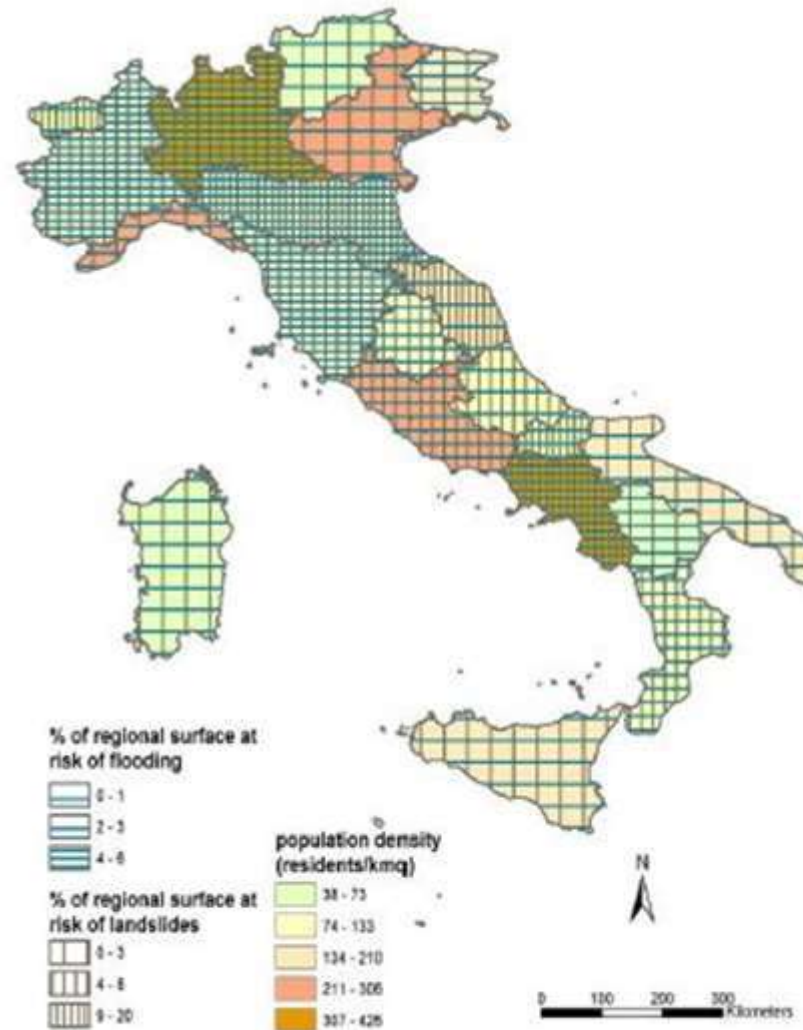 % of regional surface at
risk of flooding
0 - 1
2 - 3
4 - 6
% of regional surface at
risk of landslides
0 - 3
4 - 8
9 - 20
population density
(residents/kmq)
38 - 73
74 - 133
134 - 210
211 - 306
307 - 426
N
0 100 200 300
Kilometers